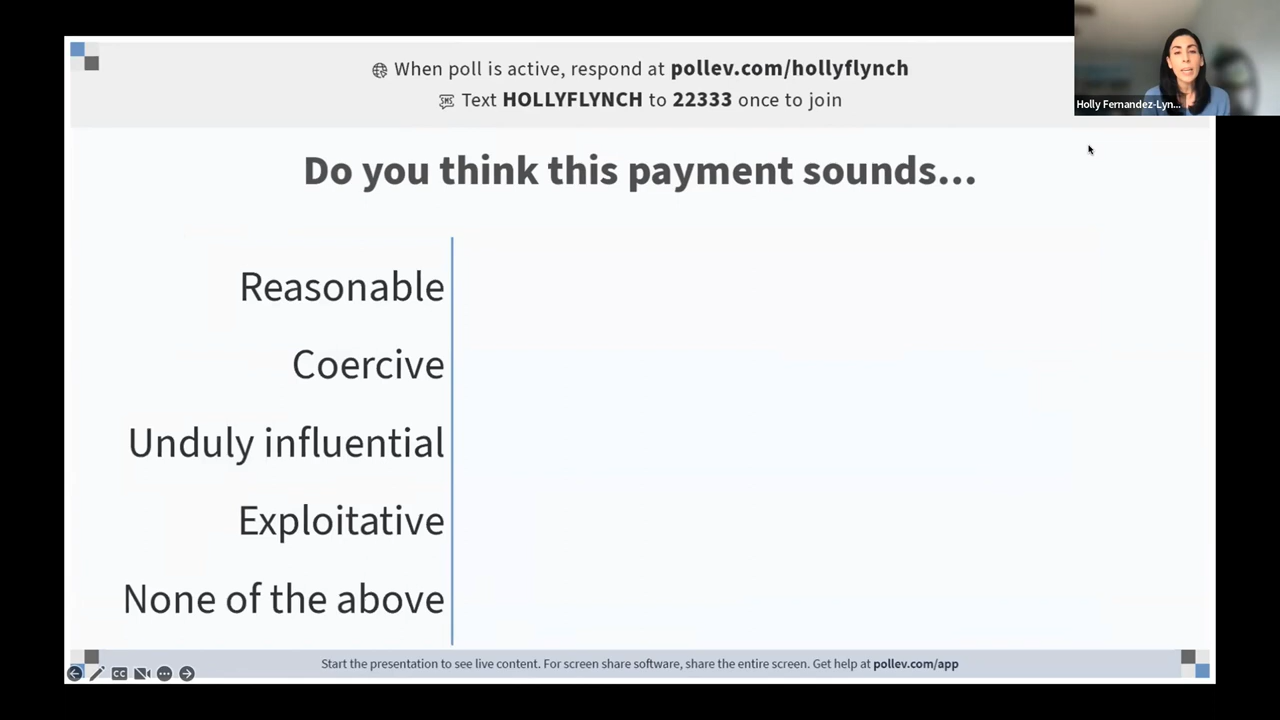 When poll is active, respond at pollev.com/hollyflynch
SMS Text HOLLYFLYNCH to 22333 once to join
Holly Fernandez-Lyn...
Do you think this payment sounds...
Reasonable
Coercive
Unduly influential
Exploitative
None of the above
CC
Start the presentation to see live content. For screen share software, share the entire screen. Get help at pollev.com/app